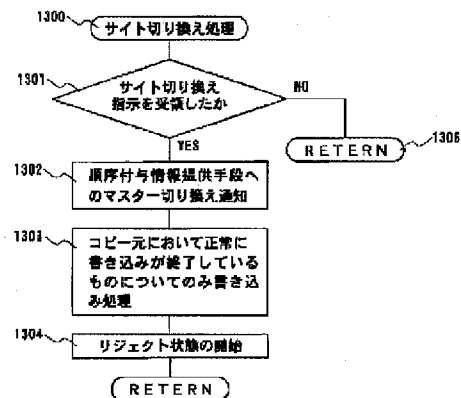 1300
サイト切り換え処理
1301
サイト切り換え
指示を受領したか
NO
YES
RETERN
1306
1302
順序付与情報提供手段へ
のマスター切り換え通知
1303
コピー元において正常に
書き込みが終了している
ものについてのみ書き込
み処理
1304
リジェクト状態の開始
RETERN